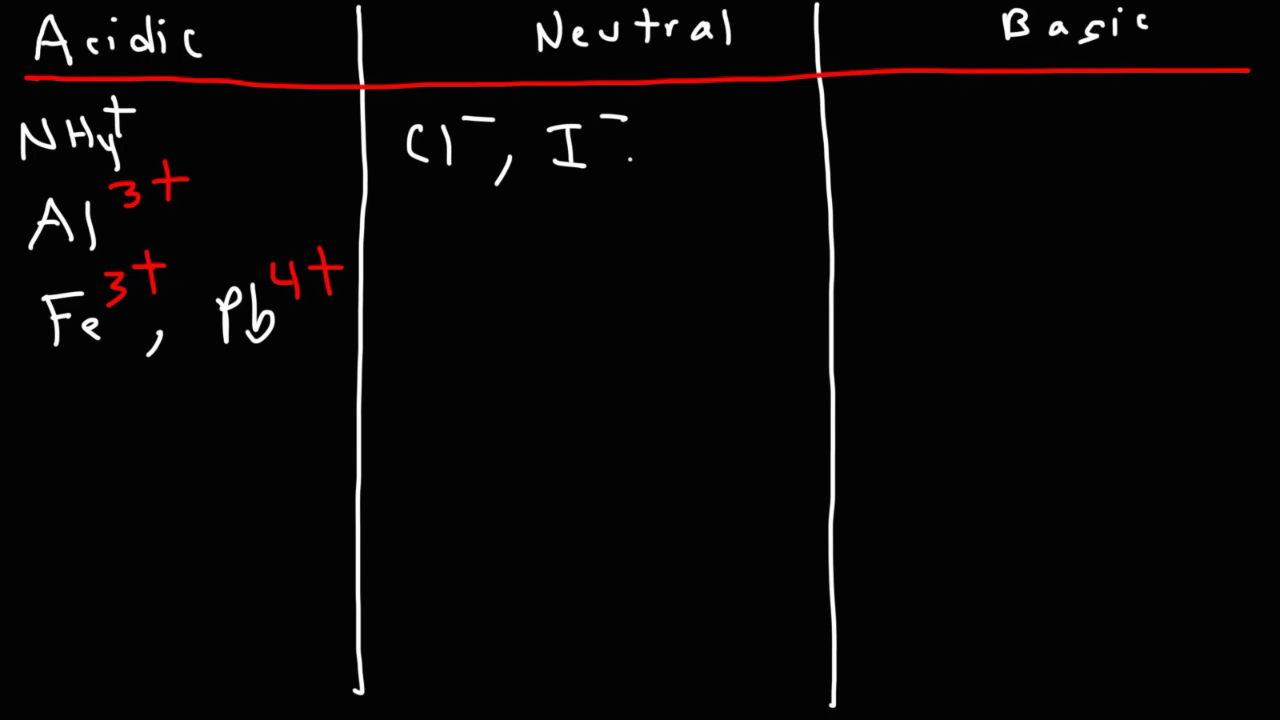 Acidic Neutral Basic
NH₄⁺ Cl⁻, I⁻
Al³⁺
Fe³⁺, Pb⁴⁺